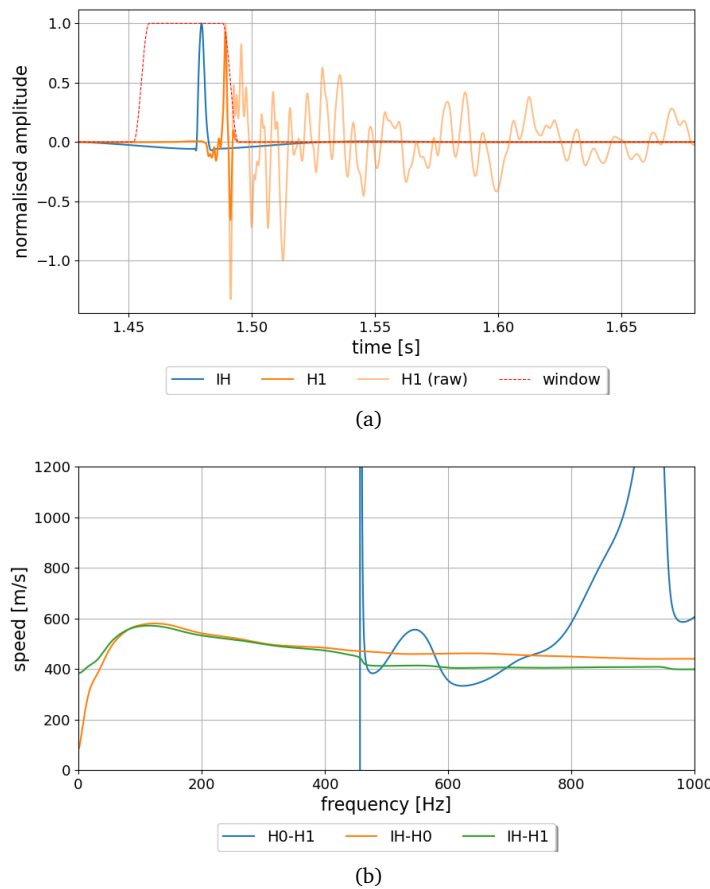 1.0
0.5
0.0
−0.5
−1.0
normalised amplitude
1.45 1.50 1.55 1.60 1.65
time [s]
IH H1 H1 (raw) window
(a)
1200
1000
800
600
400
200
0
speed [m/s]
0 200 400 600 800 1000
frequency [Hz]
H0-H1 IH-H0 IH-H1
(b)